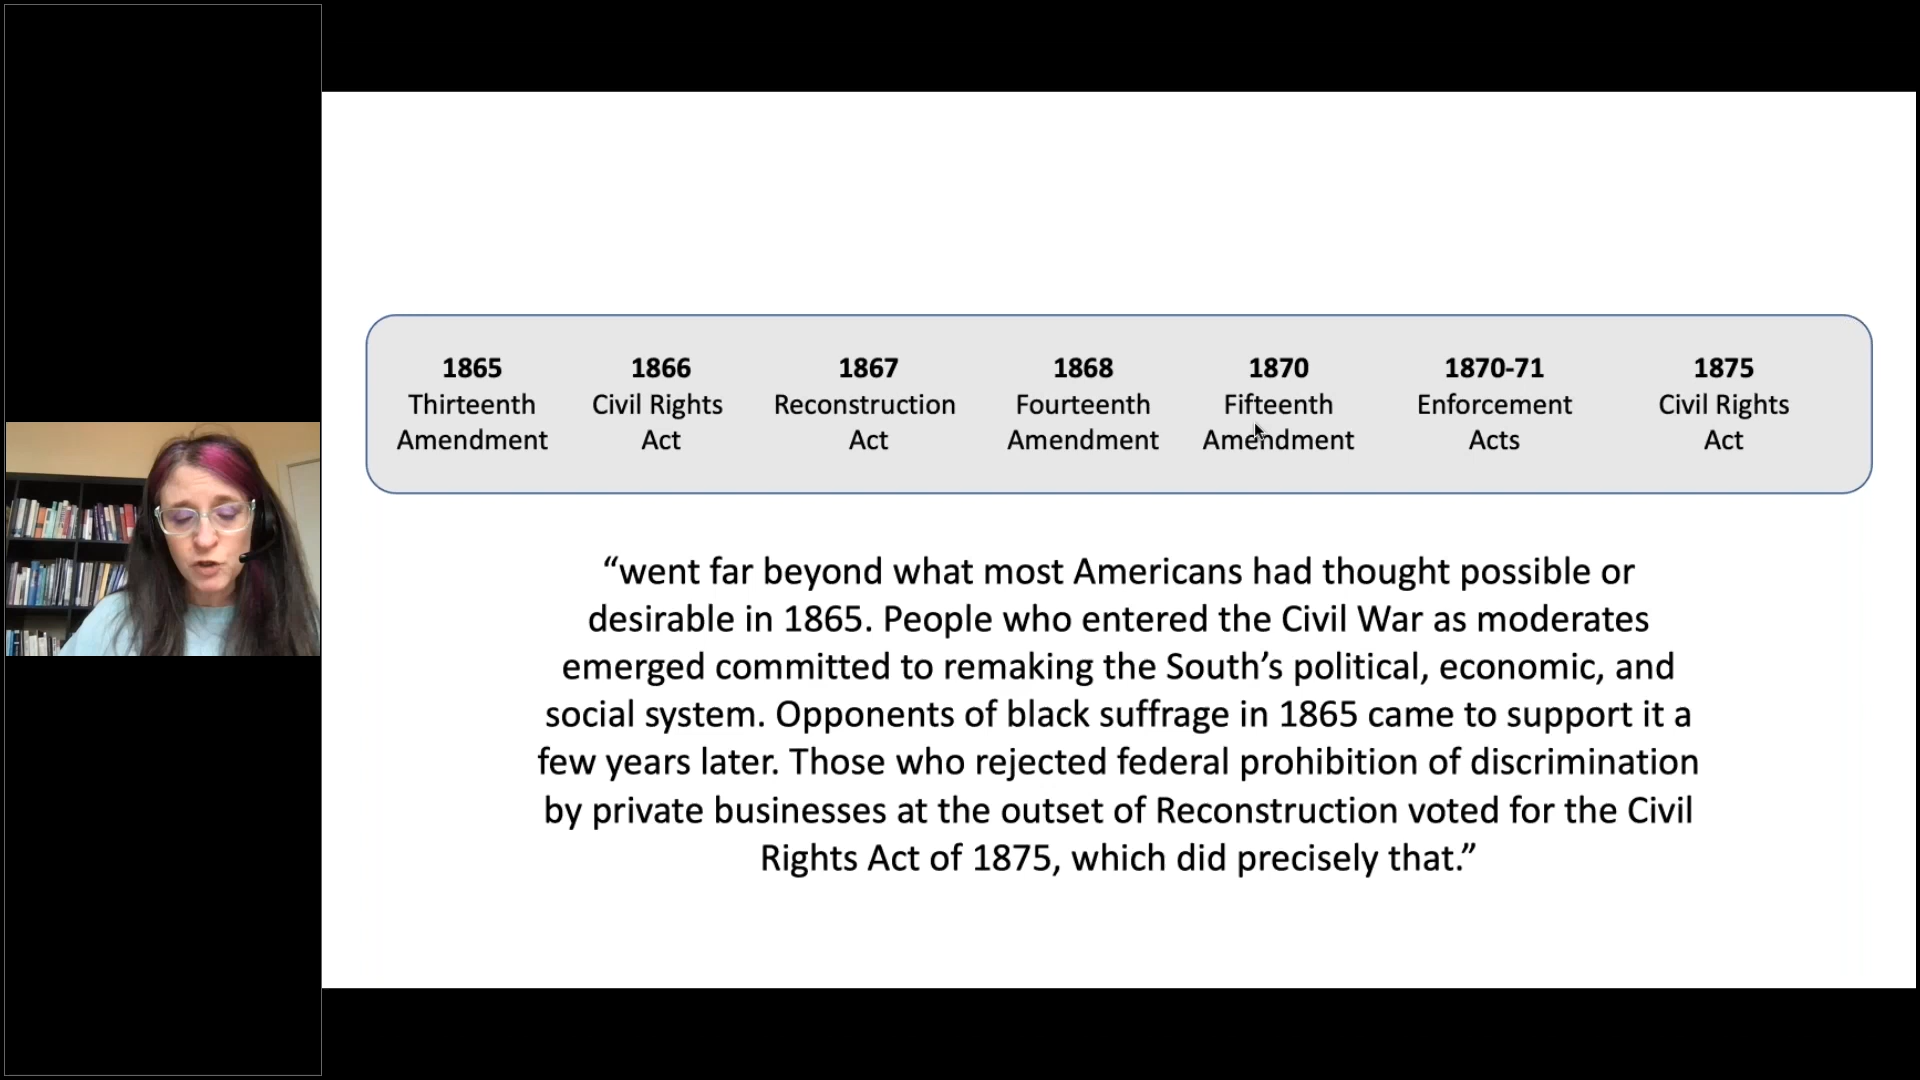 1865 1866 1867 1868 1870 1870-71 1875
Thirteenth Civil Rights Reconstruction Fourteenth Fifteenth Enforcement Civil Rights
Amendment Act Act Amendment Amendment Acts Act
“went far beyond what most Americans had thought possible or
desirable in 1865. People who entered the Civil War as moderates
emerged committed to remaking the South’s political, economic, and
social system. Opponents of black suffrage in 1865 came to support it a
few years later. Those who rejected federal prohibition of discrimination
by private businesses at the outset of Reconstruction voted for the Civil
Rights Act of 1875, which did precisely that.”